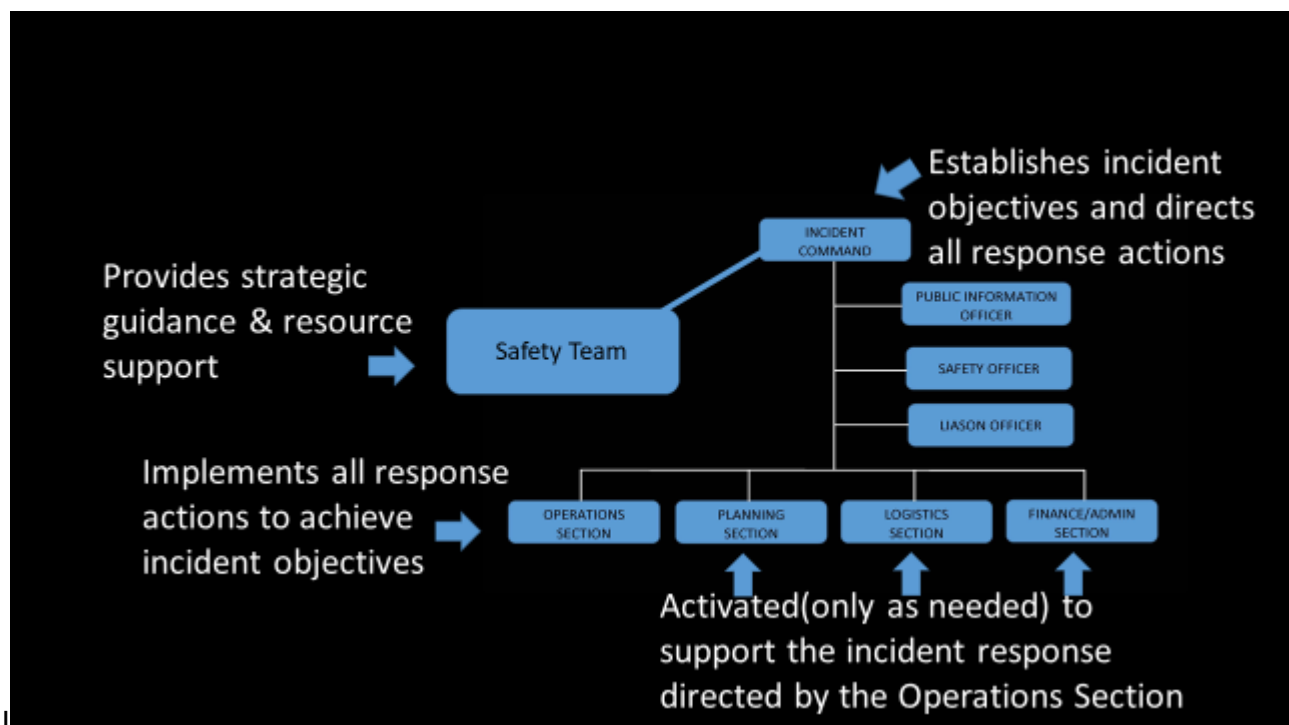 Establishes incident
objectives and directs
all response actions
INCIDENT
COMMAND
Provides strategic
guidance & resource
support
Safety Team
PUBLIC INFORMATION
OFFICER
SAFETY OFFICER
LIASON OFFICER
Implements all response
actions to achieve
incident objectives
OPERATIONS
SECTION
PLANNING
SECTION
LOGISTICS
SECTION
FINANCE/ADMIN
SECTION
Activated(only as needed) to
support the incident response
directed by the Operations Section